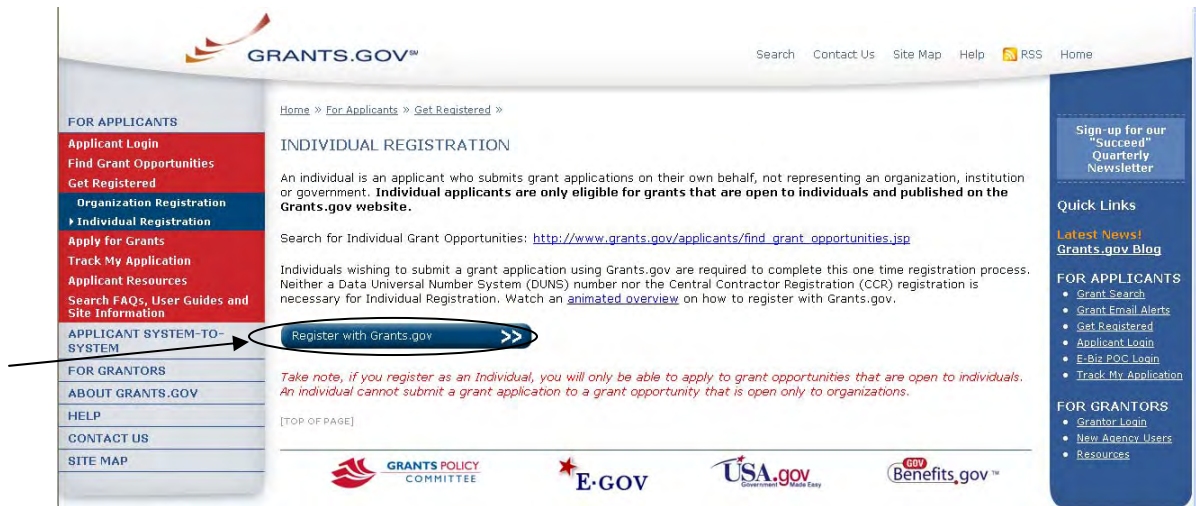 GRANTS.GOV℠
Search Contact Us Site Map Help RSS Home
FOR APPLICANTS
Applicant Login
Find Grant Opportunities
Get Registered
Organization Registration
Individual Registration
Apply for Grants
Track My Application
Applicant Resources
Search FAQs, User Guides and
Site Information
APPLICANT SYSTEM-TO-
SYSTEM
FOR GRANTORS
ABOUT GRANTS.GOV
HELP
CONTACT US
SITE MAP
Home » For Applicants » Get Registered »
INDIVIDUAL REGISTRATION
An individual is an applicant who submits grant applications on their own behalf, not representing an organization, institution
or government. Individual applicants are only eligible for grants that are open to individuals and published on the
Grants.gov website.
Search for Individual Grant Opportunities: http://www.grants.gov/applicants/find_grant_opportunities.jsp
Individuals wishing to submit a grant application using Grants.gov are required to complete this one time registration process.
Neither a Data Universal Number System (DUNS) number nor the Central Contractor Registration (CCR) registration is
necessary for Individual Registration. Watch an animated overview on how to register with Grants.gov.
Register with Grants.gov >>
Take note, if you register as an Individual, you will only be able to apply to grant opportunities that are open to individuals.
An individual cannot submit a grant application to a grant opportunity that is open only to organizations.
[TOP OF PAGE]
GRANTS POLICY
COMMITTEE
E-GOV
USA.gov
Government Made Easy
GOV
Benefits.gov ™
Sign-up for our
"Succeed"
Quarterly
Newsletter
Quick Links
Latest News!
Grants.gov Blog
FOR APPLICANTS
Grant Search
Grant Email Alerts
Get Registered
Applicant Login
E-Biz POC Login
Track My Application
FOR GRANTORS
Grantor Login
New Agency Users
Resources